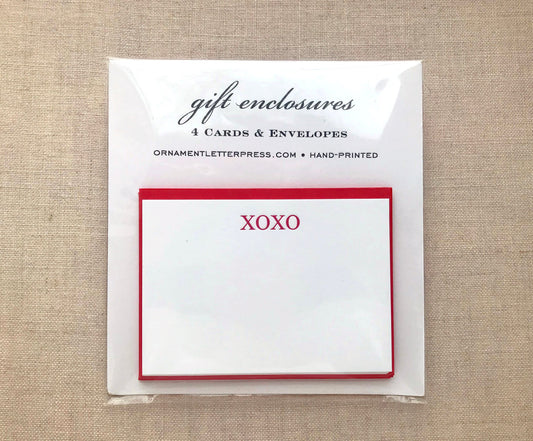 gift enclosures
4 Cards & Envelopes
ORNAMENTLETTERPRESS.COM • HAND-PRINTED
XOXO